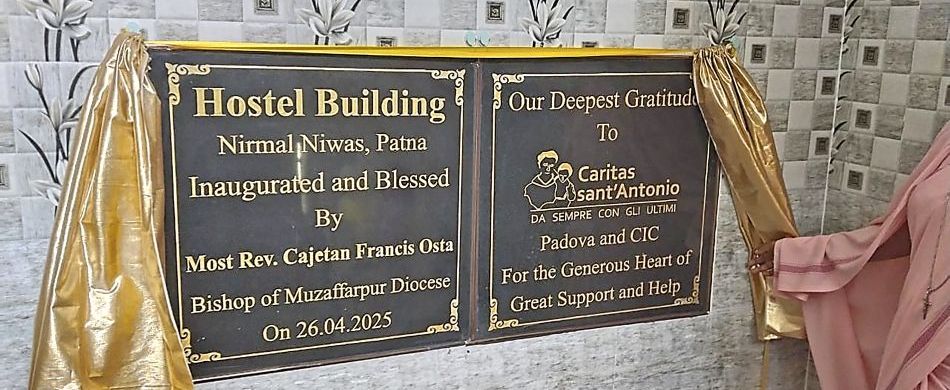 Hostel Building
Nirmal Niwas, Patna
Inaugurated and Blessed
By
Most Rev. Cajetan Francis Osta
Bishop of Muzaffarpur Diocese
On 26.04.2025
Our Deepest Gratitude
To
Caritas
sant'Antonio
DA SEMPRE CON GLI ULTIMI
Padova and CIC
For the Generous Heart of
Great Support and Help